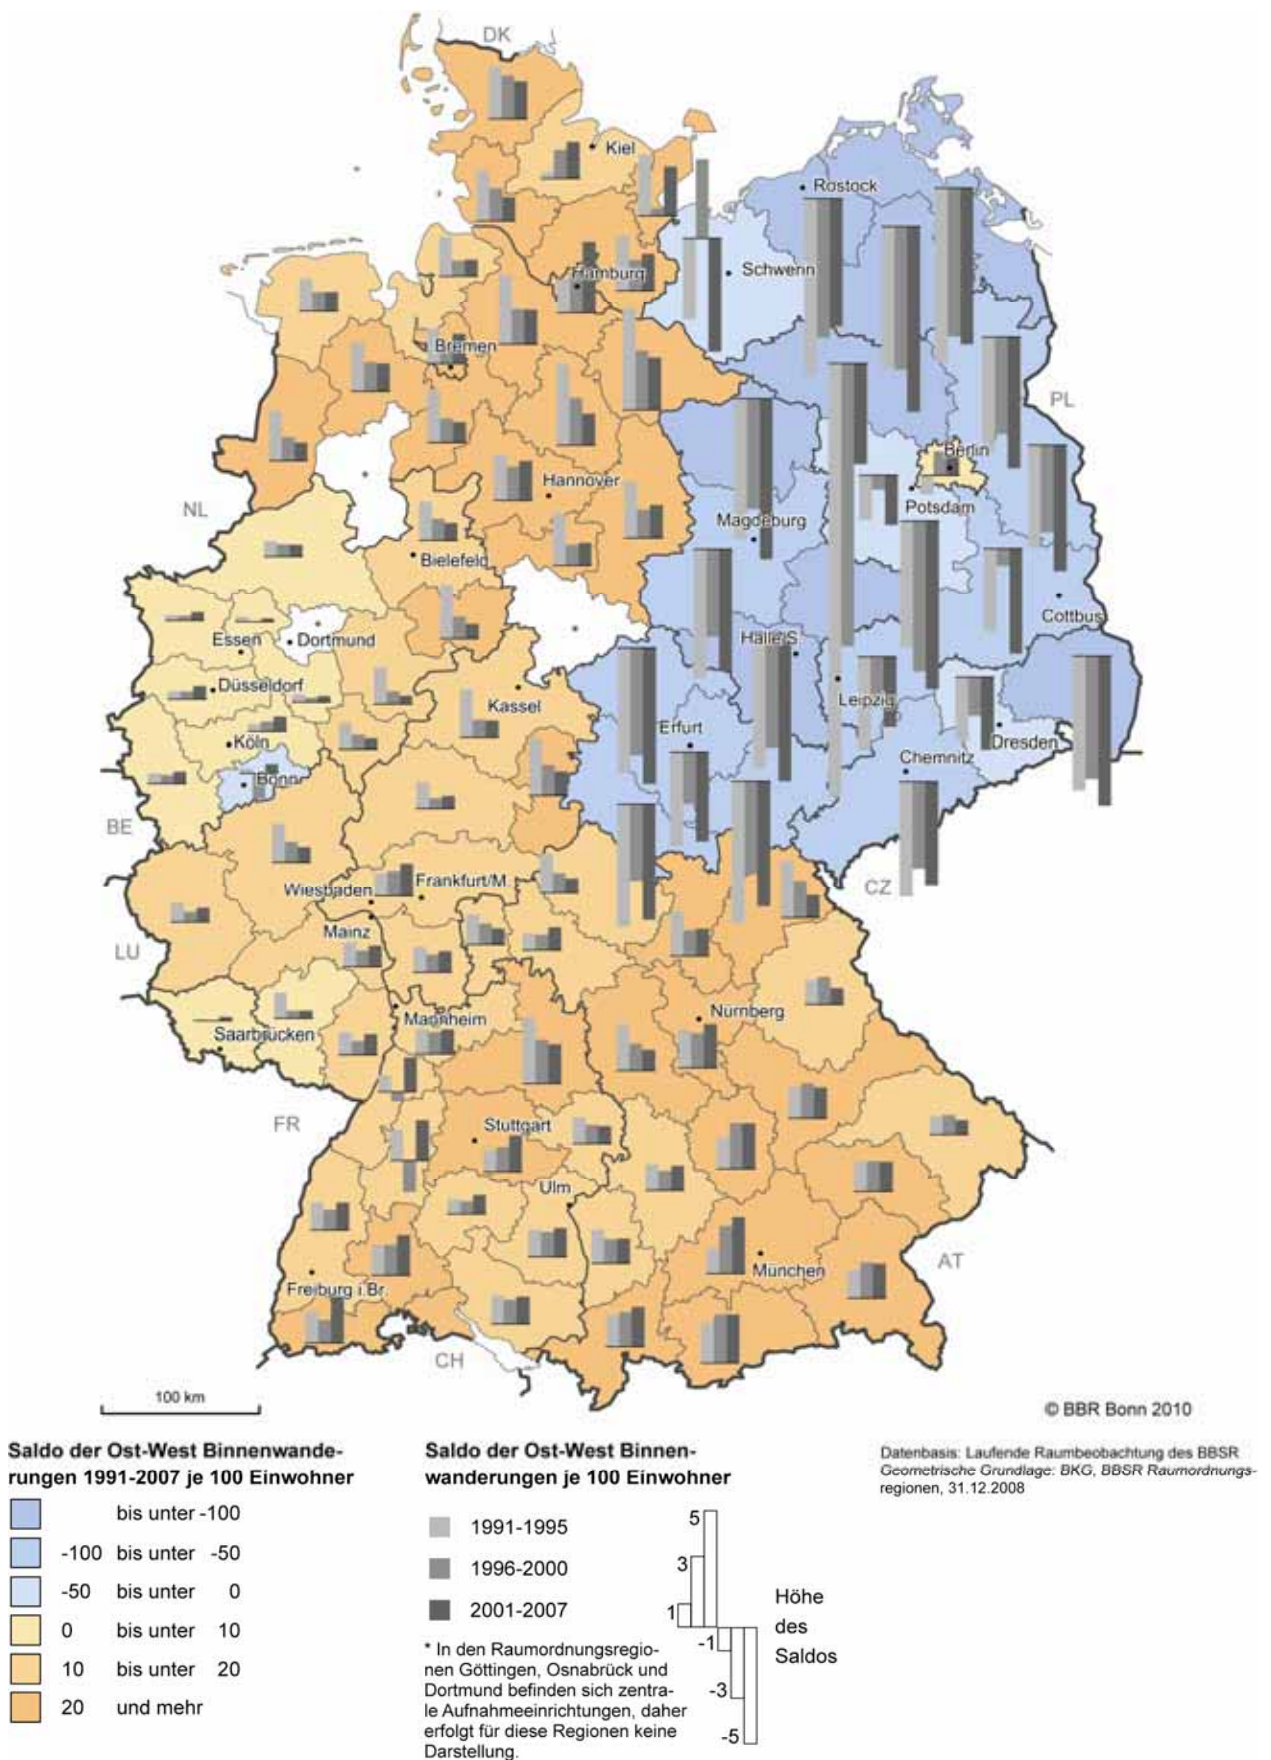 DK
Kiel
Rostock
Hamburg
Schwerin
Bremen
PL
Berlin
Hannover
NL
Potsdam
Magdeburg
Bielefeld
Cottbus
Essen
Dortmund
Halle/S.
Düsseldorf
Kassel
Leipzig
Erfurt
Köln
Dresden
Chemnitz
Bonn
BE
Wiesbaden
Frankfurt/M.
CZ
Mainz
LU
Mannheim
Nürnberg
Saarbrücken
FR
Stuttgart
Ulm
München
AT
Freiburg i.Br.
CH
100 km
© BBR Bonn 2010
Saldo der Ost-West Binnenwande-
rungen 1991-2007 je 100 Einwohner
bis unter -100
-100 bis unter -50
-50 bis unter 0
0 bis unter 10
10 bis unter 20
20 und mehr
Saldo der Ost-West Binnen-
wanderungen je 100 Einwohner
1991-1995
1996-2000
2001-2007
5
3
1
-1
-3
-5
Höhe
des
Saldos
* In den Raumordnungsregio-
nen Göttingen, Osnabrück und
Dortmund befinden sich zentra-
le Aufnahmeeinrichtungen, daher
erfolgt für diese Regionen keine
Darstellung.
Datenbasis: Laufende Raumbeobachtung des BBSR
Geometrische Grundlage: BKG, BBSR Raumordnungs-
regionen, 31.12.2008